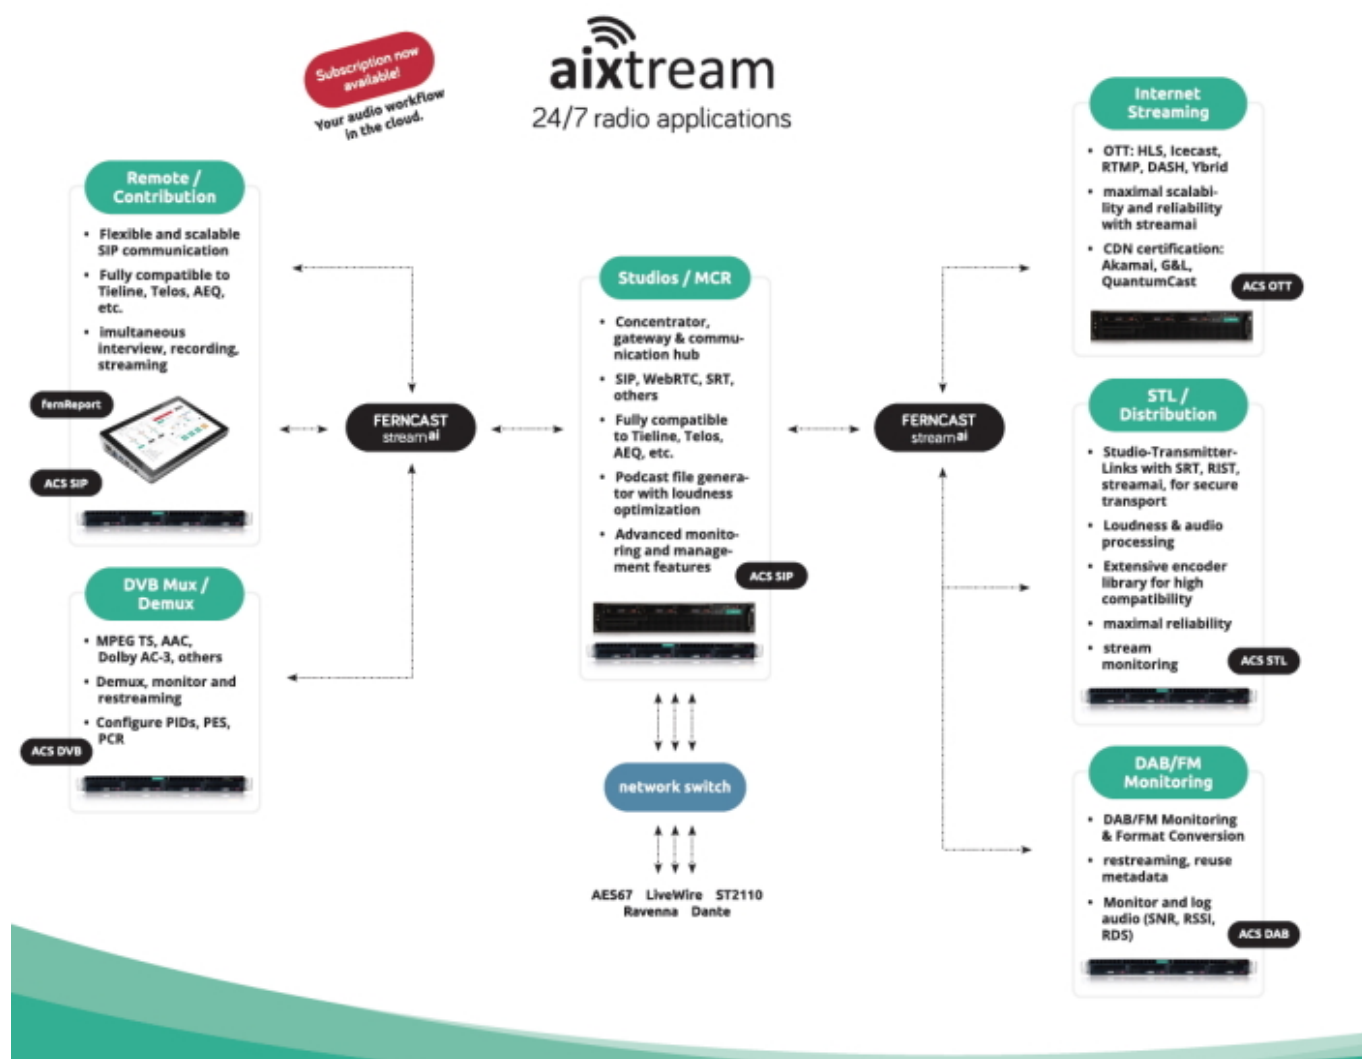 Subscription now
available!
Your audio workflow
in the cloud.
aixtream
24/7 radio applications
Remote /
Contribution
• Flexible and scalable
SIP communication
• Fully compatible to
Tieline, Telos, AEQ,
etc.
• imultaneous
interview, recording,
streaming
fernReport
ACS SIP
DVB Mux /
Demux
• MPEG TS, AAC,
Dolby AC-3, others
• Demux, monitor and
restreaming
• Configure PIDs, PES,
PCR
ACS DVB
FERNCAST
streamai
Studios / MCR
• Concentrator,
gateway & commu-
nication hub
• SIP, WebRTC, SRT,
others
• Fully compatible
to Tieline, Telos,
AEQ, etc.
• Podcast file genera-
tor with loudness
optimization
• Advanced monito-
ring and manage-
ment features
ACS SIP
network switch
AES67 LiveWire ST2110
Ravenna Dante
FERNCAST
streamai
Internet
Streaming
• OTT: HLS, Icecast,
RTMP, DASH, Ybrid
• maximal scalabi-
lity and reliability
with streamai
• CDN certification:
Akamai, G&L,
QuantumCast
ACS OTT
STL /
Distribution
• Studio-Transmitter-
Links with SRT, RIST,
streamai, for secure
transport
• Loudness & audio
processing
• Extensive encoder
library for high
compatibility
• maximal reliability
• stream
monitoring
ACS STL
DAB/FM
Monitoring
• DAB/FM Monitoring
& Format Conversion
• restreaming, reuse
metadata
• Monitor and log
audio (SNR, RSSI,
RDS)
ACS DAB